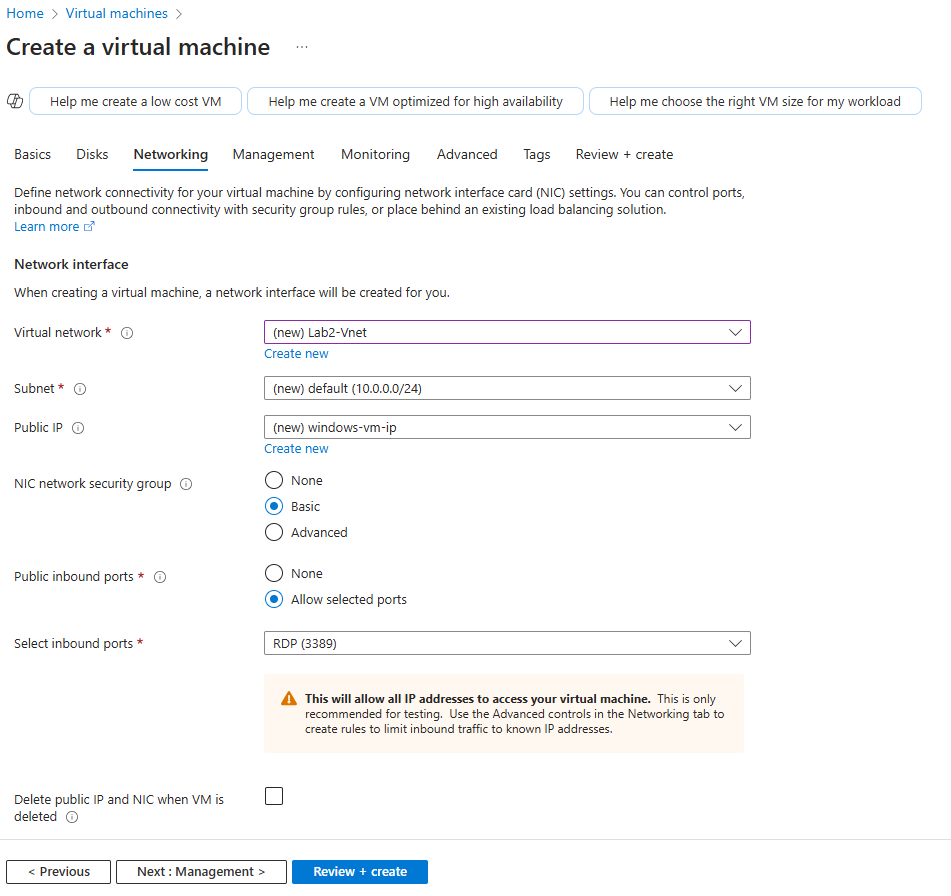 Home > Virtual machines >
Create a virtual machine ...
Help me create a low cost VM
Help me create a VM optimized for high availability
Help me choose the right VM size for my workload
Basics Disks Networking Management Monitoring Advanced Tags Review + create
Define network connectivity for your virtual machine by configuring network interface card (NIC) settings. You can control ports,
inbound and outbound connectivity with security group rules, or place behind an existing load balancing solution.
Learn more
Network interface
When creating a virtual machine, a network interface will be created for you.
Virtual network *
(new) Lab2-Vnet
Create new
Subnet *
(new) default (10.0.0.0/24)
Public IP
(new) windows-vm-ip
Create new
NIC network security group
None
Basic
Advanced
Public inbound ports *
None
Allow selected ports
Select inbound ports *
RDP (3389)
This will allow all IP addresses to access your virtual machine. This is only
recommended for testing. Use the Advanced controls in the Networking tab to
create rules to limit inbound traffic to known IP addresses.
Delete public IP and NIC when VM is
deleted
< Previous
Next : Management >
Review + create